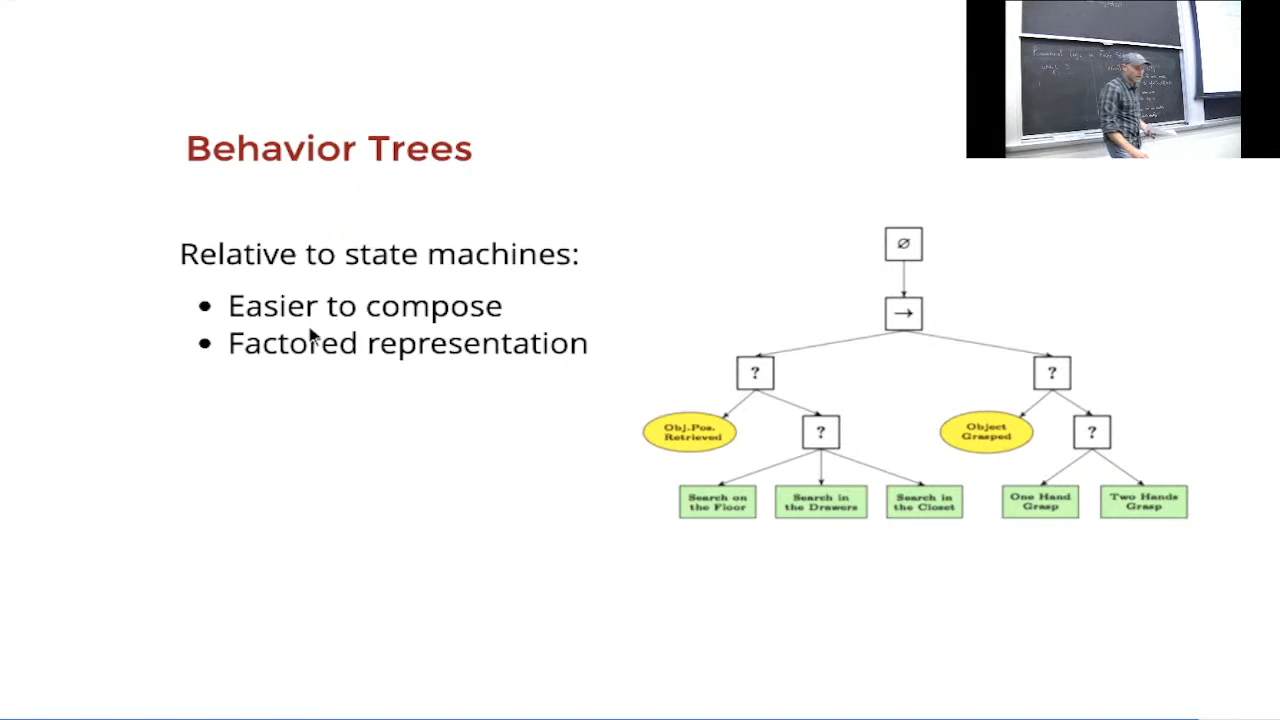 Behavior Trees
Relative to state machines:
• Easier to compose
• Factored representation
∅
→
?
?
Obj.Pos.
Retrieved
?
Object
Grasped
?
Search on
the Floor
Search in
the Drawers
Search in
the Closet
One Hand
Grasp
Two Hands
Grasp